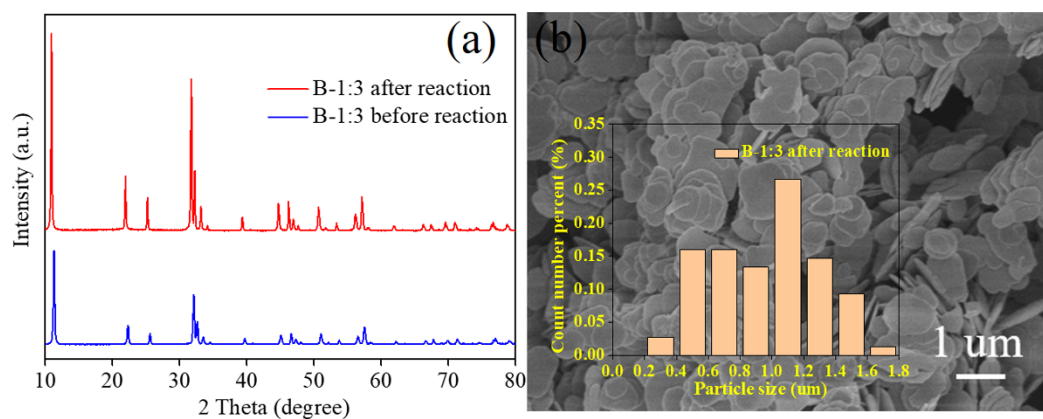 (a)
B-1:3 after reaction
B-1:3 before reaction
Intensity (a.u.)
10 20 30 40 50 60 70 80
2 Theta (degree)
(b)
0.35
0.30
0.25
0.20
0.15
0.10
0.05
0.00
Count number percent (%)
B-1:3 after reaction
0.0 0.2 0.4 0.6 0.8 1.0 1.2 1.4 1.6 1.8
Particle size (um)
1 um